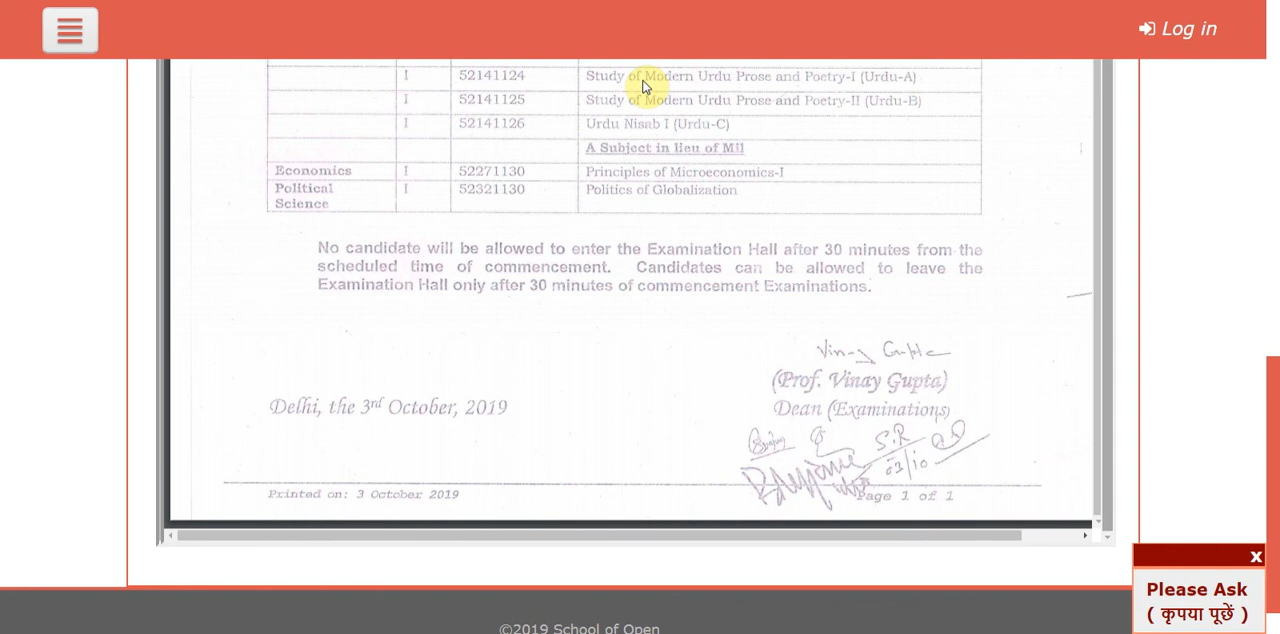 Log in
I 52141124 Study of Modern Urdu Prose and Poetry-I (Urdu-A)
I 52141125 Study of Modern Urdu Prose and Poetry-II (Urdu-B)
I 52141126 Urdu Nisab I (Urdu-C)
A Subject in lieu of Mil
Economics I 52271130 Principles of Microeconomics-I
Political I 52321130 Politics of Globalization
Science
No candidate will be allowed to enter the Examination Hall after 30 minutes from the
scheduled time of commencement. Candidates can be allowed to leave the
Examination Hall only after 30 minutes of commencement Examinations.
Vinay Gupta
(Prof. Vinay Gupta)
Delhi, the 3rd October, 2019
Dean (Examinations)
S.R
03/10
Printed on: 3 October 2019
Page 1 of 1
x
Please Ask
( कृपया पूछें )
©2019 School of Open